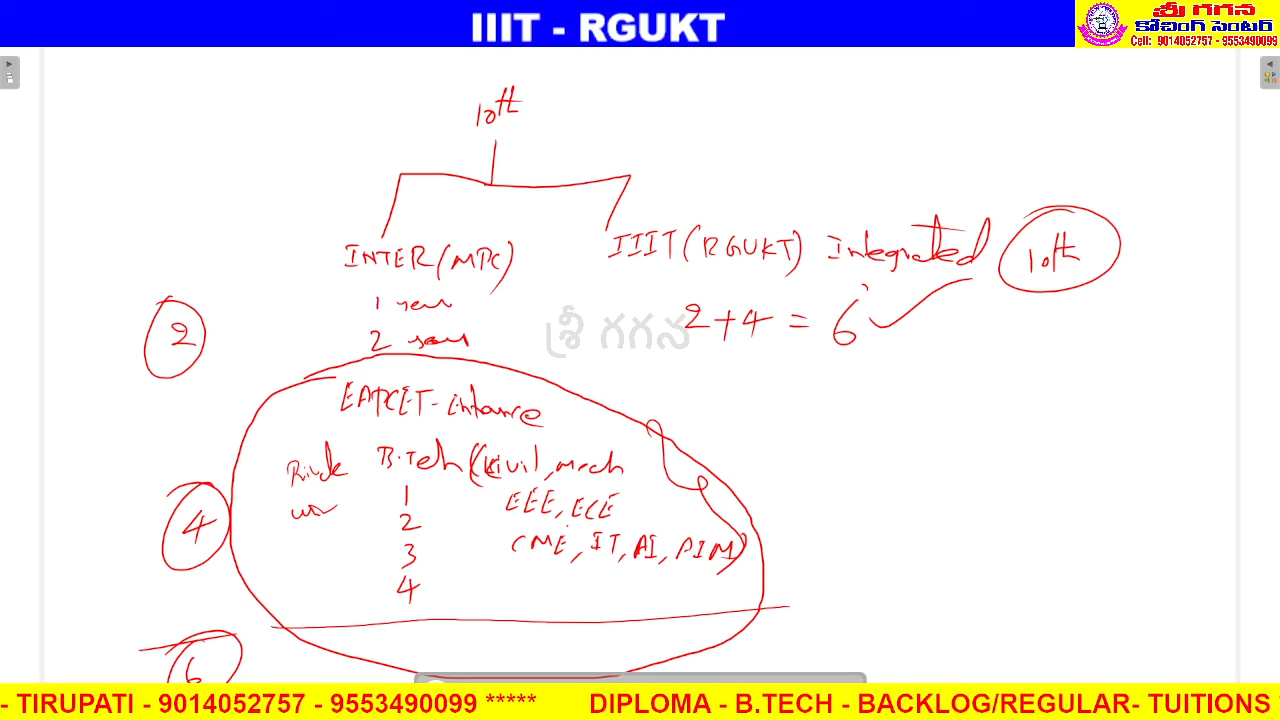 IIIT - RGUKT
శ్రీ గగన
కోచింగ్ సెంటర్
Cell: 9014052757 - 9553490099
10th
INTER (MPC)
IIIT (RGUKT) Integrated 10th
1 year
2 years
2
2 + 4 = 6
శ్రీ గగన
EAPCET - Entrance
B.Tech (Civil, Mech
EEE, ECE
CME, IT, AI, AIM)
1
2
3
4
4
6
- TIRUPATI - 9014052757 - 9553490099 ***** DIPLOMA - B.TECH - BACKLOG/REGULAR- TUITIONS